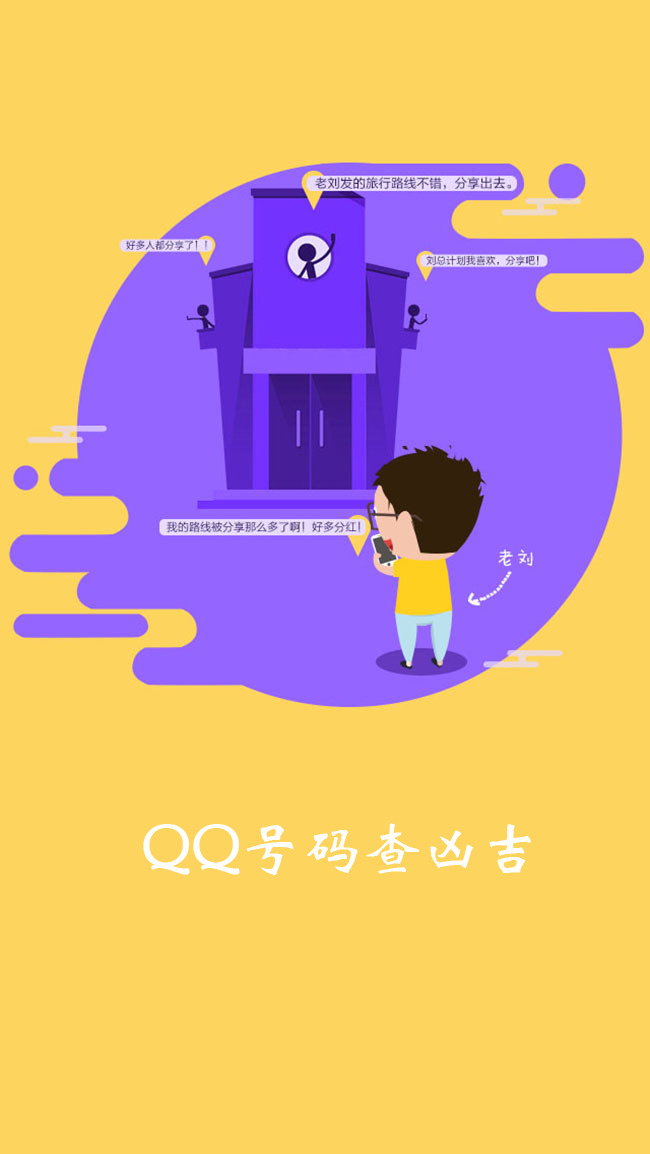 老刘发的旅行路线不错，分享出去。
好多人都分享了！！
刘总计划我喜欢，分享吧！
我的路线被分享那么多了啊！好多分红！
老刘
QQ号码查凶吉